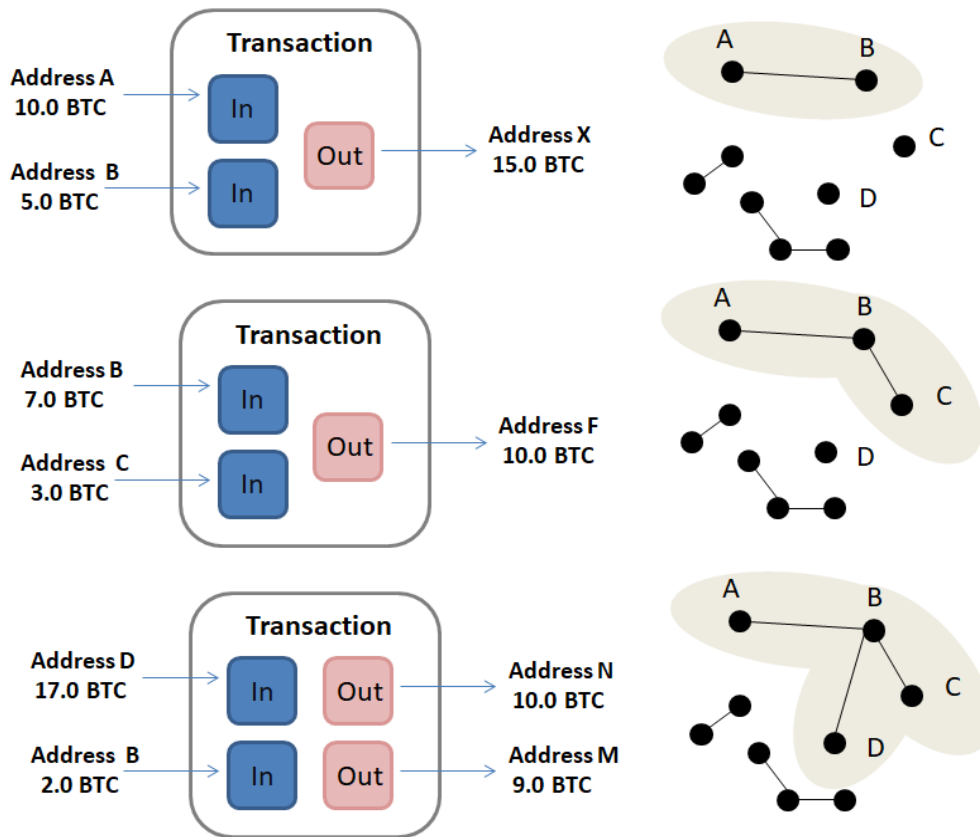 Transaction
Address A
10.0 BTC
In
Address B
5.0 BTC
In
Out
Address X
15.0 BTC
A
B
C
D
Transaction
Address B
7.0 BTC
In
Address C
3.0 BTC
In
Out
Address F
10.0 BTC
A
B
C
D
Transaction
Address D
17.0 BTC
In
Out
Address N
10.0 BTC
Address B
2.0 BTC
In
Out
Address M
9.0 BTC
A
B
C
D